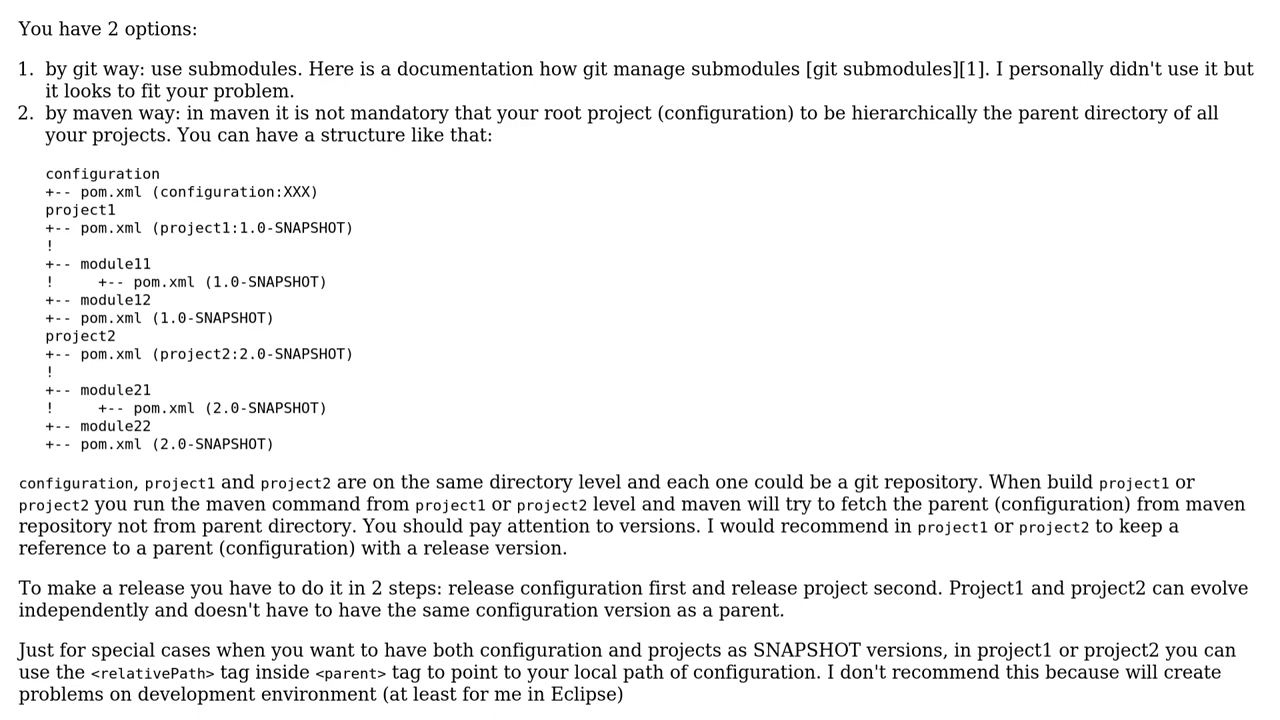 You have 2 options:
1. by git way: use submodules. Here is a documentation how git manage submodules [git submodules][1]. I personally didn't use it but
it looks to fit your problem.
2. by maven way: in maven it is not mandatory that your root project (configuration) to be hierarchically the parent directory of all
your projects. You can have a structure like that:
configuration
+-- pom.xml (configuration:XXX)
project1
+-- pom.xml (project1:1.0-SNAPSHOT)
!
+-- module11
!     +-- pom.xml (1.0-SNAPSHOT)
+-- module12
+-- pom.xml (1.0-SNAPSHOT)
project2
+-- pom.xml (project2:2.0-SNAPSHOT)
!
+-- module21
!     +-- pom.xml (2.0-SNAPSHOT)
+-- module22
+-- pom.xml (2.0-SNAPSHOT)
configuration, project1 and project2 are on the same directory level and each one could be a git repository. When build project1 or
project2 you run the maven command from project1 or project2 level and maven will try to fetch the parent (configuration) from maven
repository not from parent directory. You should pay attention to versions. I would recommend in project1 or project2 to keep a
reference to a parent (configuration) with a release version.
To make a release you have to do it in 2 steps: release configuration first and release project second. Project1 and project2 can evolve
independently and doesn't have to have the same configuration version as a parent.
Just for special cases when you want to have both configuration and projects as SNAPSHOT versions, in project1 or project2 you can
use the <relativePath> tag inside <parent> tag to point to your local path of configuration. I don't recommend this because will create
problems on development environment (at least for me in Eclipse)